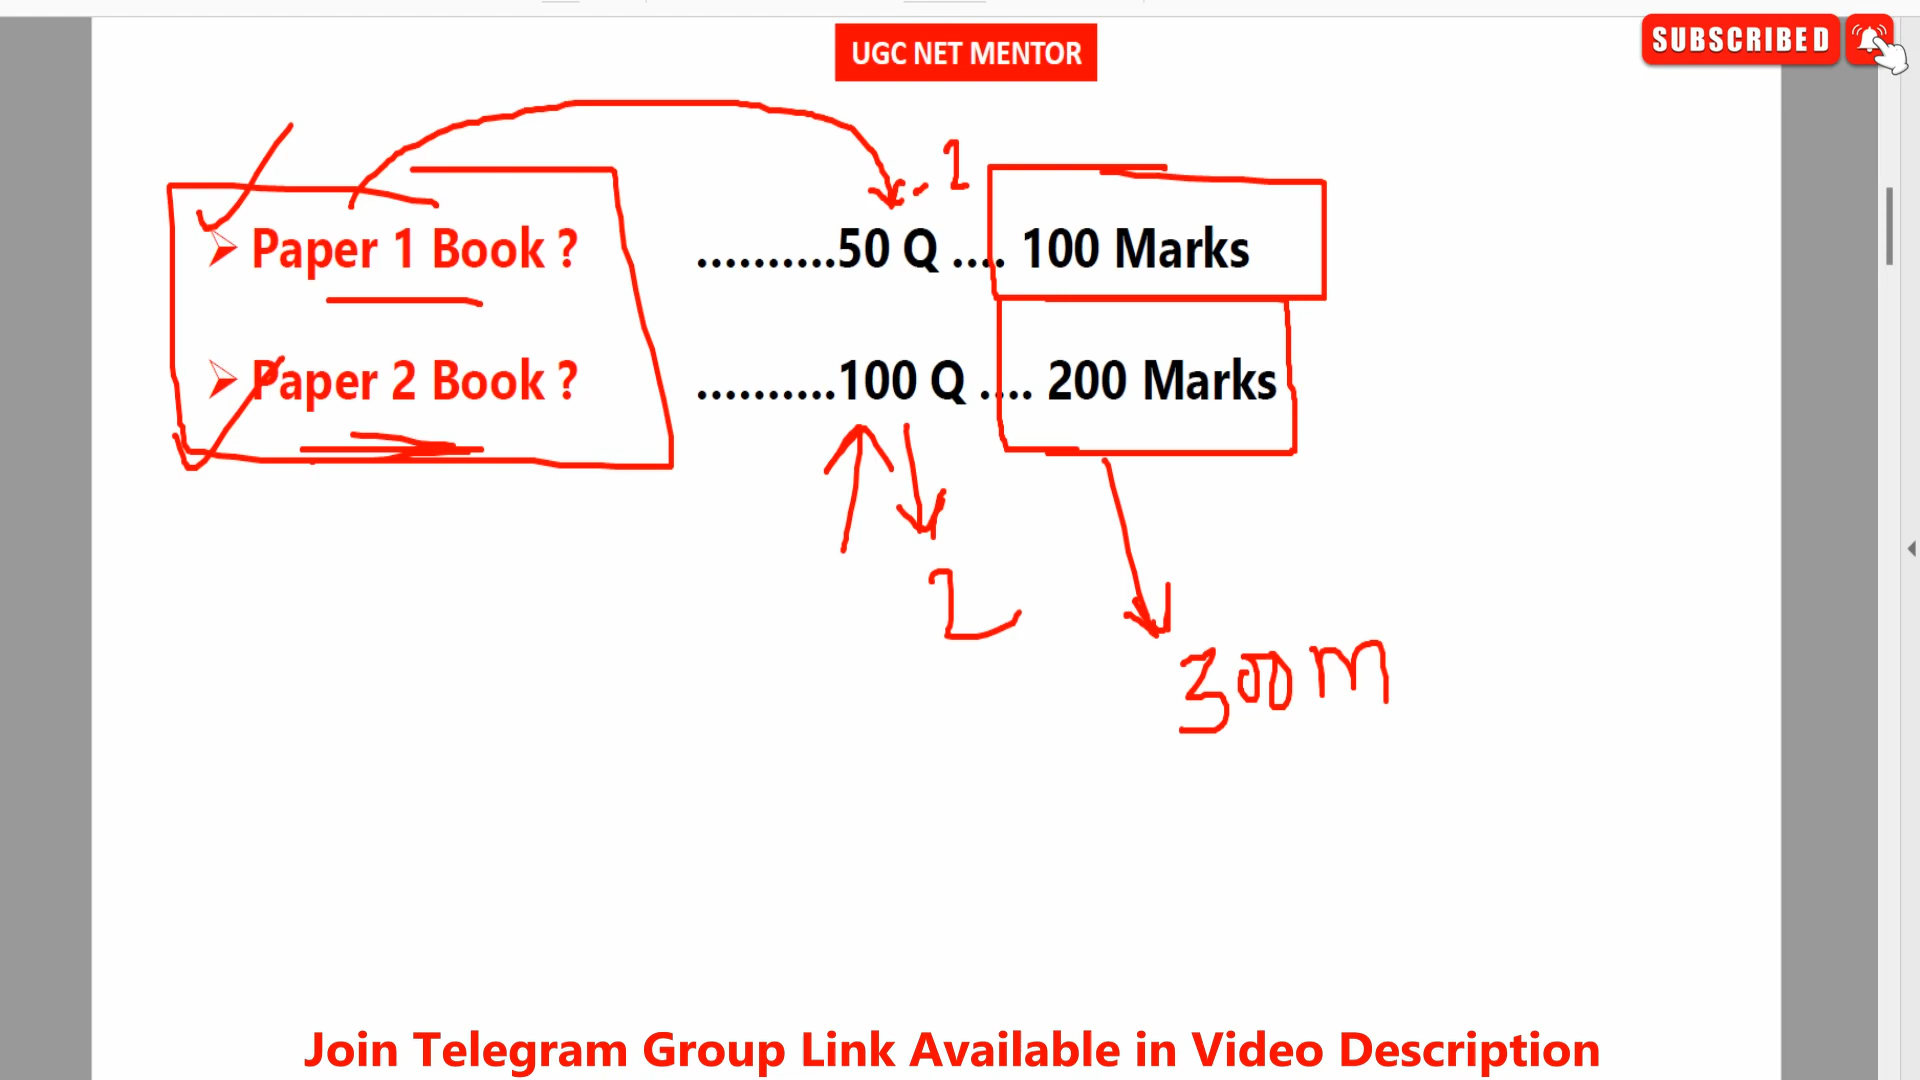 SUBSCRIBED
UGC NET MENTOR
1
➢ Paper 1 Book ? ..........50 Q .... 100 Marks
➢ Paper 2 Book ? ..........100 Q .... 200 Marks
2
300 M
Join Telegram Group Link Available in Video Description